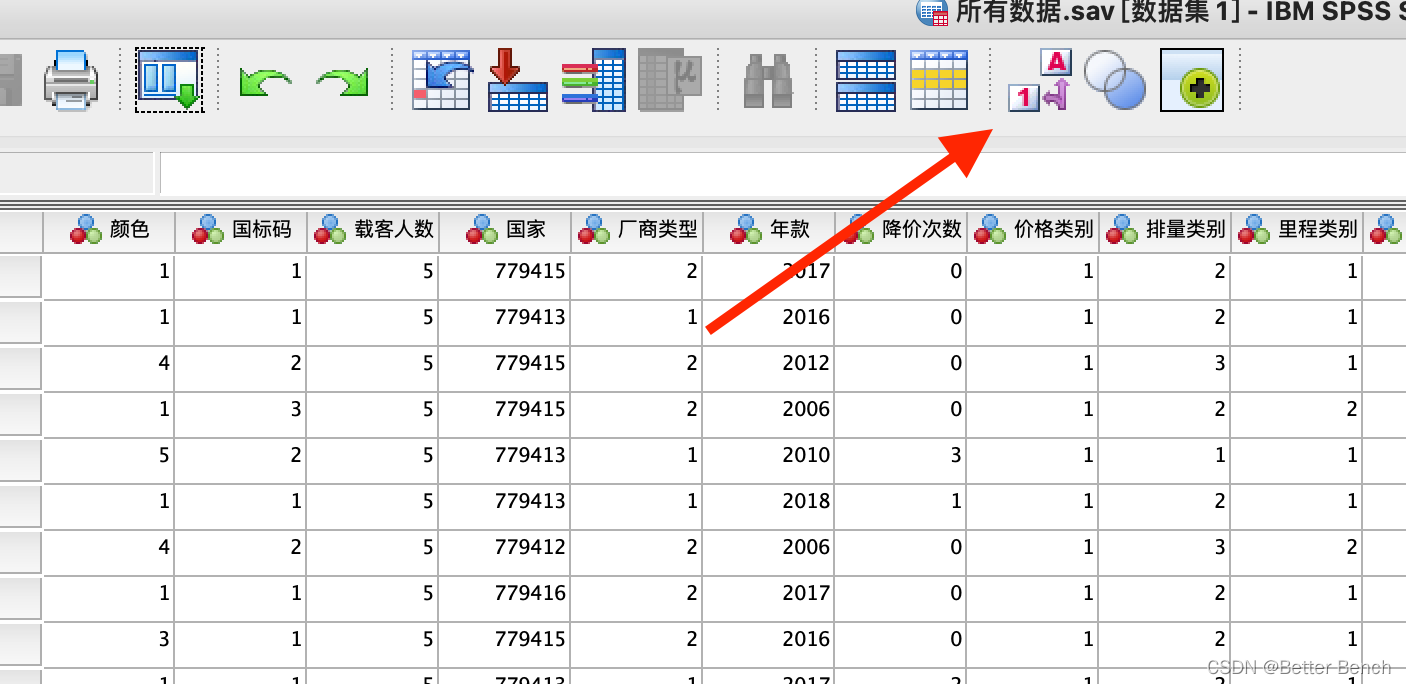 所有数据.sav [数据集 1] - IBM SPSS S
A
1
μ
颜色 国标码 载客人数 国家 厂商类型 年款 降价次数 价格类别 排量类别 里程类别
1 1 5 779415 2 2017 0 1 2 1
1 1 5 779413 1 2016 0 1 2 1
4 2 5 779415 2 2012 0 1 3 1
1 3 5 779415 2 2006 0 1 2 2
5 2 5 779413 1 2010 3 1 1 1
1 1 5 779413 1 2018 1 1 2 1
4 2 5 779412 2 2006 0 1 3 2
1 1 5 779416 2 2017 0 1 2 1
3 1 5 779415 2 2016 0 1 2 1
1 1 5 779413 1 2017 2 1 2 1
CSDN @Better Bench